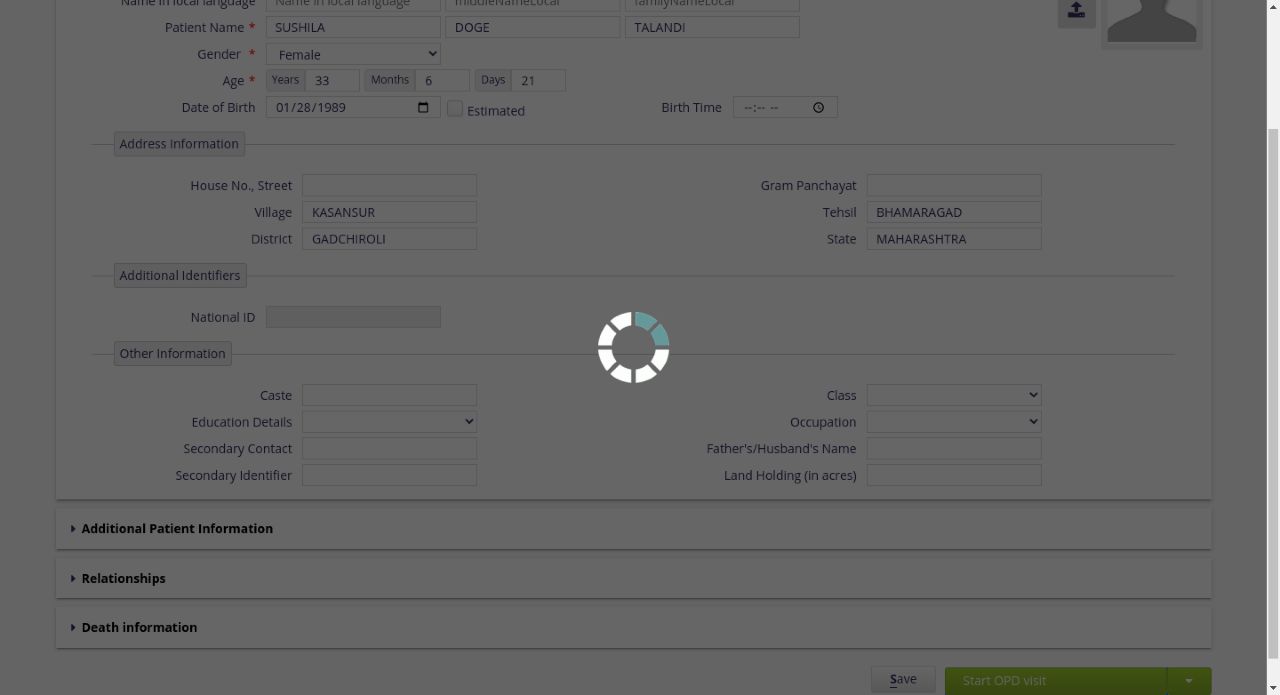 Name in local language Name in local language middleNameLocal familyNameLocal
Patient Name * SUSHILA DOGE TALANDI
Gender * Female
Age * Years 33 Months 6 Days 21
Date of Birth 01/28/1989 Estimated Birth Time --:-- --
Address Information
House No., Street Gram Panchayat
Village KASANSUR Tehsil BHAMARAGAD
District GADCHIROLI State MAHARASHTRA
Additional Identifiers
National ID
Other Information
Caste Class
Education Details Occupation
Secondary Contact Father's/Husband's Name
Secondary Identifier Land Holding (in acres)
Additional Patient Information
Relationships
Death information
Save Start OPD visit